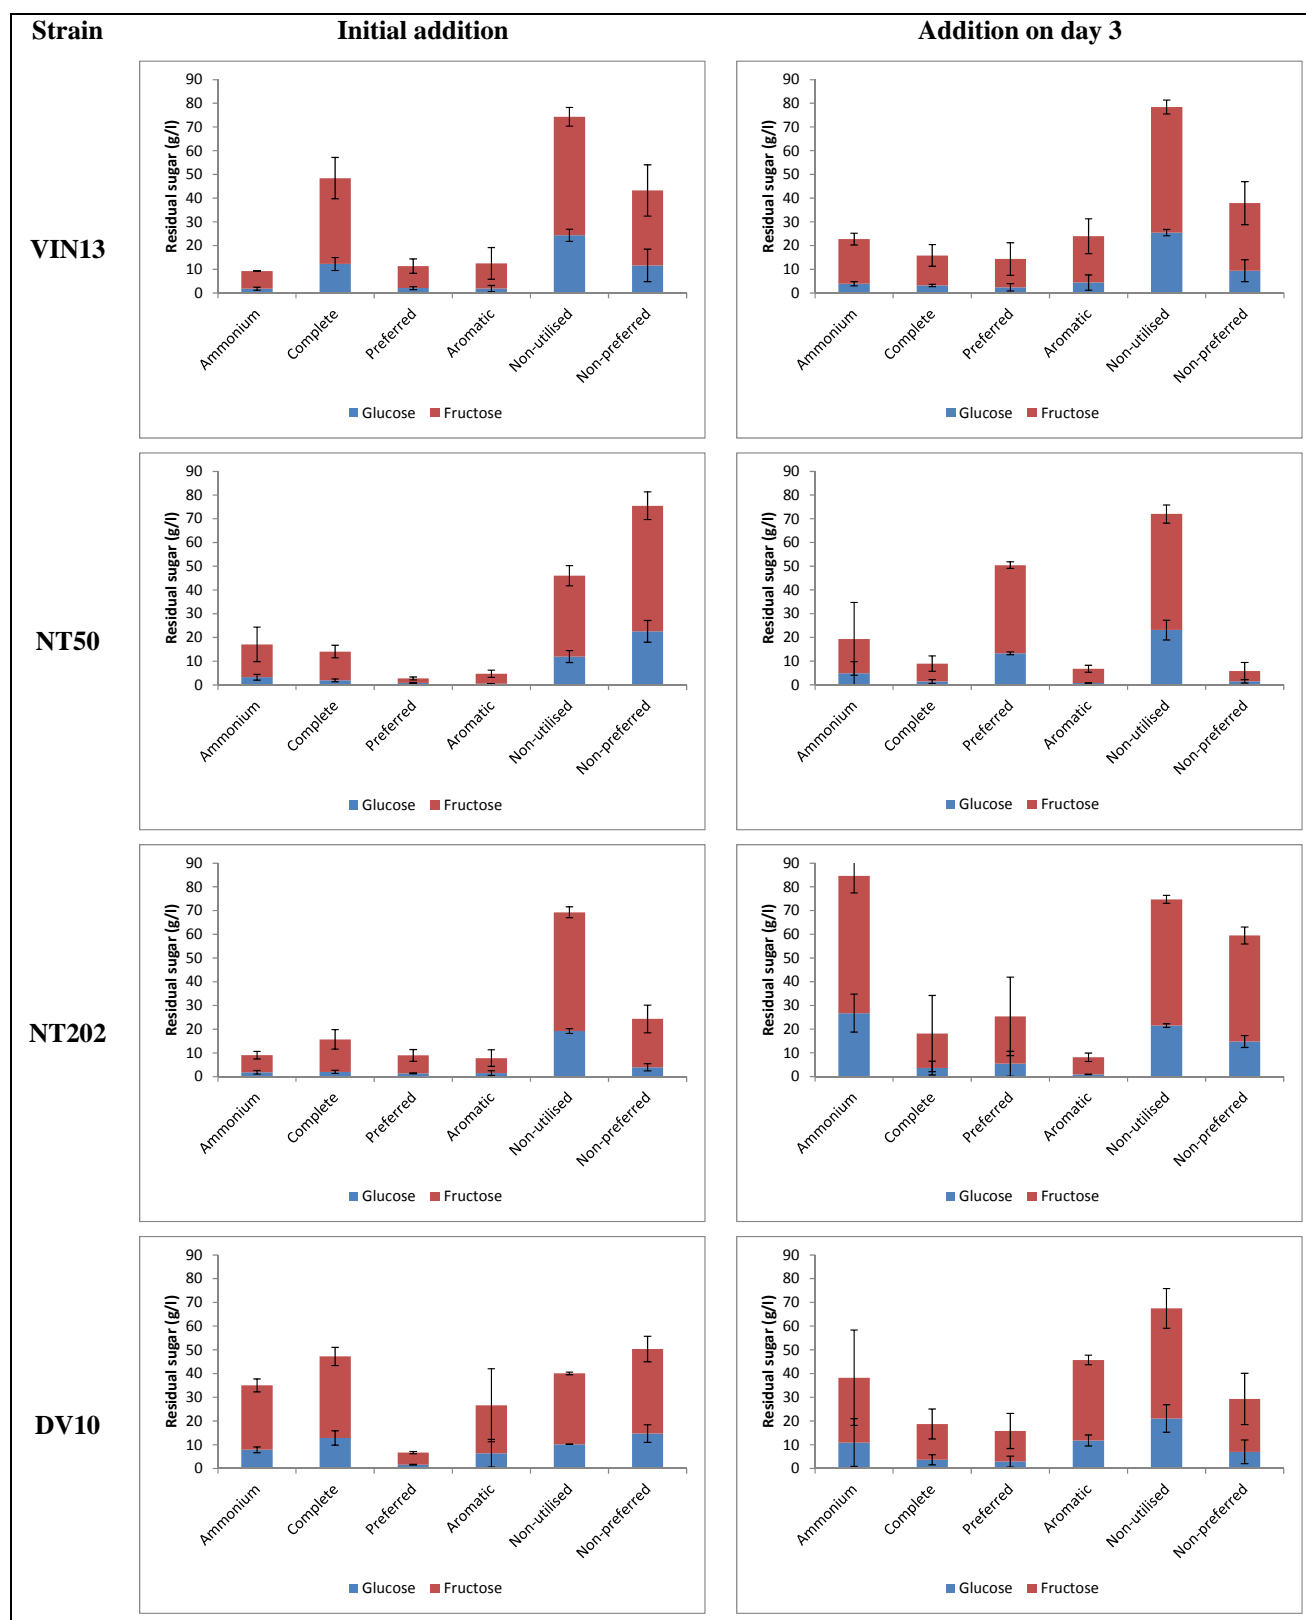 Strain Initial addition Addition on day 3
VIN13
Residual sugar (g/l)
90
80
70
60
50
40
30
20
10
0
Ammonium Complete Preferred Aromatic Non-utilised Non-preferred
Glucose Fructose
Residual sugar (g/l)
90
80
70
60
50
40
30
20
10
0
Ammonium Complete Preferred Aromatic Non-utilised Non-preferred
Glucose Fructose
NT50
Residual sugar (g/l)
90
80
70
60
50
40
30
20
10
0
Ammonium Complete Preferred Aromatic Non-utilised Non-preferred
Glucose Fructose
Residual sugar (g/l)
90
80
70
60
50
40
30
20
10
0
Ammonium Complete Preferred Aromatic Non-utilised Non-preferred
Glucose Fructose
NT202
Residual sugar (g/l)
90
80
70
60
50
40
30
20
10
0
Ammonium Complete Preferred Aromatic Non-utilised Non-preferred
Glucose Fructose
Residual sugar (g/l)
90
80
70
60
50
40
30
20
10
0
Ammonium Complete Preferred Aromatic Non-utilised Non-preferred
Glucose Fructose
DV10
Residual sugar (g/l)
90
80
70
60
50
40
30
20
10
0
Ammonium Complete Preferred Aromatic Non-utilised Non-preferred
Glucose Fructose
Residual sugar (g/l)
90
80
70
60
50
40
30
20
10
0
Ammonium Complete Preferred Aromatic Non-utilised Non-preferred
Glucose Fructose